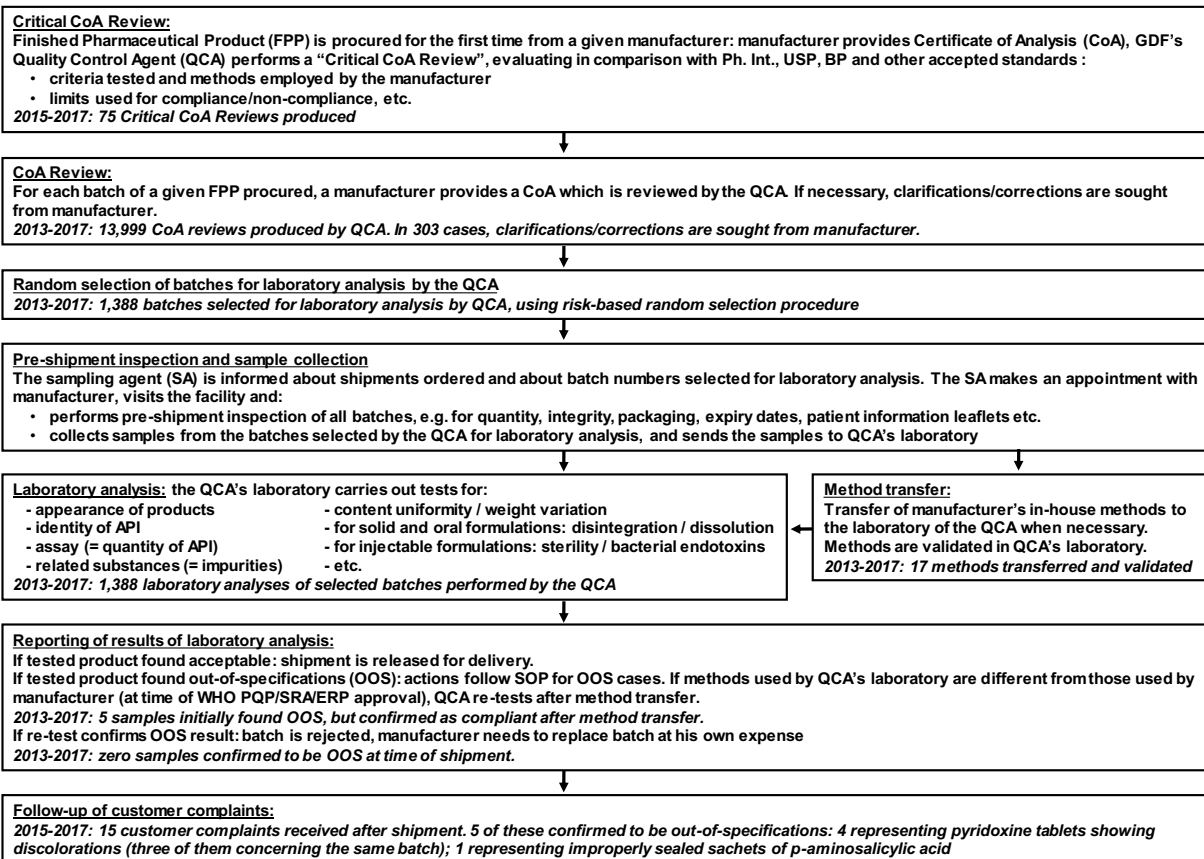 Critical CoA Review:
Finished Pharmaceutical Product (FPP) is procured for the first time from a given manufacturer: manufacturer provides Certificate of Analysis (CoA), GDF's
Quality Control Agent (QCA) performs a “Critical CoA Review”, evaluating in comparison with Ph. Int., USP, BP and other accepted standards :
• criteria tested and methods employed by the manufacturer
• limits used for compliance/non-compliance, etc.
2015-2017: 75 Critical CoA Reviews produced
CoA Review:
For each batch of a given FPP procured, a manufacturer provides a CoA which is reviewed by the QCA. If necessary, clarifications/corrections are sought
from manufacturer.
2013-2017: 13,999 CoA reviews produced by QCA. In 303 cases, clarifications/corrections are sought from manufacturer.
Random selection of batches for laboratory analysis by the QCA
2013-2017: 1,388 batches selected for laboratory analysis by QCA, using risk-based random selection procedure
Pre-shipment inspection and sample collection
The sampling agent (SA) is informed about shipments ordered and about batch numbers selected for laboratory analysis. The SA makes an appointment with
manufacturer, visits the facility and:
• performs pre-shipment inspection of all batches, e.g. for quantity, integrity, packaging, expiry dates, patient information leaflets etc.
• collects samples from the batches selected by the QCA for laboratory analysis, and sends the samples to QCA's laboratory
Laboratory analysis: the QCA's laboratory carries out tests for:
- appearance of products
- identity of API
- assay (= quantity of API)
- related substances (= impurities)
- content uniformity / weight variation
- for solid and oral formulations: disintegration / dissolution
- for injectable formulations: sterility / bacterial endotoxins
- etc.
2013-2017: 1,388 laboratory analyses of selected batches performed by the QCA
Method transfer:
Transfer of manufacturer's in-house methods
to the laboratory of the QCA when necessary.
Methods are validated in QCA's laboratory.
2013-2017: 17 methods transferred and validated
Reporting of results of laboratory analysis:
If tested product found acceptable: shipment is released for delivery.
If tested product found out-of-specifications (OOS): actions follow SOP for OOS cases. If methods used by QCA's laboratory are different from those used by
manufacturer (at time of WHO PQP/SRA/ERP approval), QCA re-tests after method transfer.
2013-2017: 5 samples initially found OOS, but confirmed as compliant after method transfer.
If re-test confirms OOS result: batch is rejected, manufacturer needs to replace batch at his own expense
2013-2017: zero samples confirmed to be OOS at time of shipment.
Follow-up of customer complaints:
2015-2017: 15 customer complaints received after shipment. 5 of these confirmed to be out-of-specifications: 4 representing pyridoxine tablets showing
discolorations (three of them concerning the same batch); 1 representing improperly sealed sachets of p-aminosalicylic acid